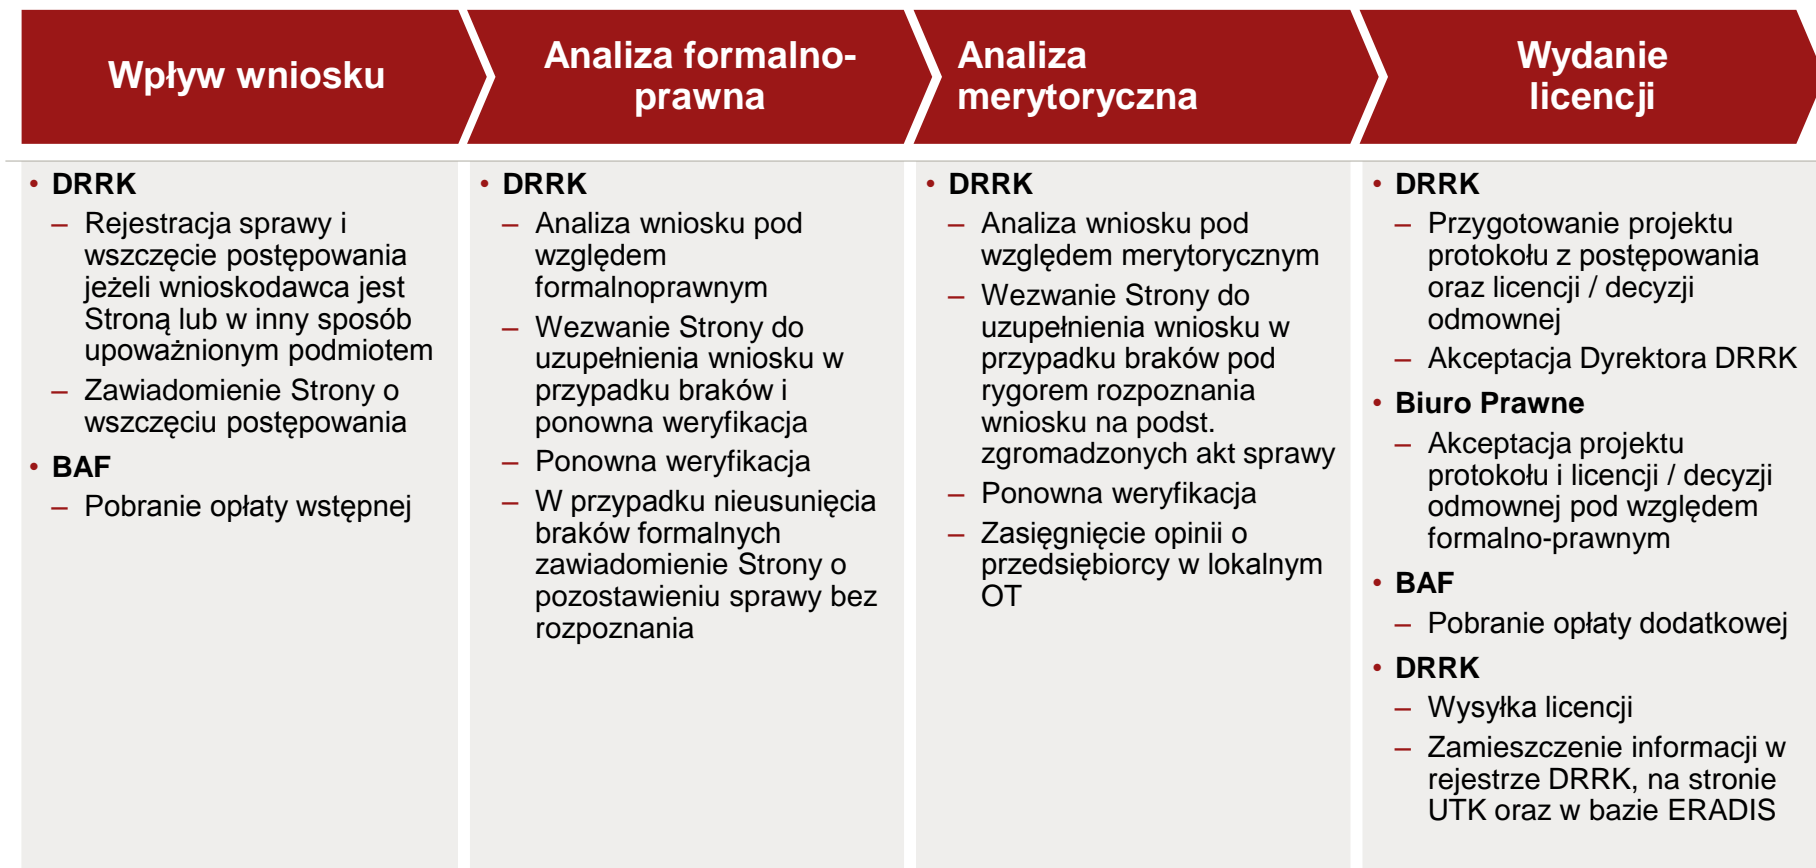 Wpływ wniosku
Analiza formalno-
prawna
Analiza
merytoryczna
Wydanie
licencji
• DRRK
– Rejestracja sprawy i
wszczęcie postępowania
jeżeli wnioskodawca jest
Stroną lub w inny sposób
upoważnionym podmiotem
– Zawiadomienie Strony o
wszczęciu postępowania
• BAF
– Pobranie opłaty wstępnej
• DRRK
– Analiza wniosku pod
względem
formalnoprawnym
– Wezwanie Strony do
uzupełnienia wniosku w
przypadku braków i
ponowna weryfikacja
– Ponowna weryfikacja
– W przypadku nieusunięcia
braków formalnych
zawiadomienie Strony o
pozostawieniu sprawy bez
rozpoznania
• DRRK
– Analiza wniosku pod
względem merytorycznym
– Wezwanie Strony do
uzupełnienia wniosku w
przypadku braków pod
rygorem rozpoznania
wniosku na podst.
zgromadzonych akt sprawy
– Ponowna weryfikacja
– Zasięgnięcie opinii o
przedsiębiorcy w lokalnym
OT
• DRRK
– Przygotowanie projektu
protokołu z postępowania
oraz licencji / decyzji
odmownej
– Akceptacja Dyrektora DRRK
• Biuro Prawne
– Akceptacja projektu
protokołu i licencji / decyzji
odmownej pod względem
formalno-prawnym
• BAF
– Pobranie opłaty dodatkowej
• DRRK
– Wysyłka licencji
– Zamieszczenie informacji w
rejestrze DRRK, na stronie
UTK oraz w bazie ERADIS